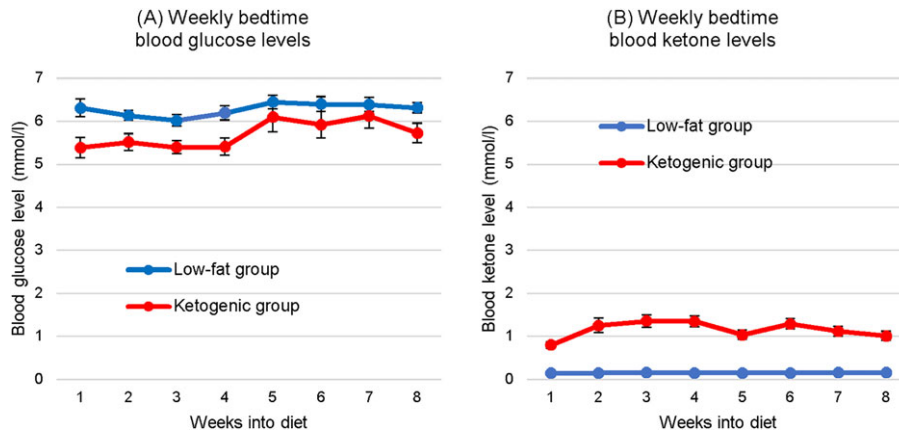 (A) Weekly bedtime
blood glucose levels
Blood glucose level (mmol/l)
7
6
5
4
3
2
1
0
Low-fat group
Ketogenic group
1 2 3 4 5 6 7 8
Weeks into diet
(B) Weekly bedtime
blood ketone levels
Blood ketone level (mmol/l)
7
6
5
4
3
2
1
0
Low-fat group
Ketogenic group
1 2 3 4 5 6 7 8
Weeks into diet